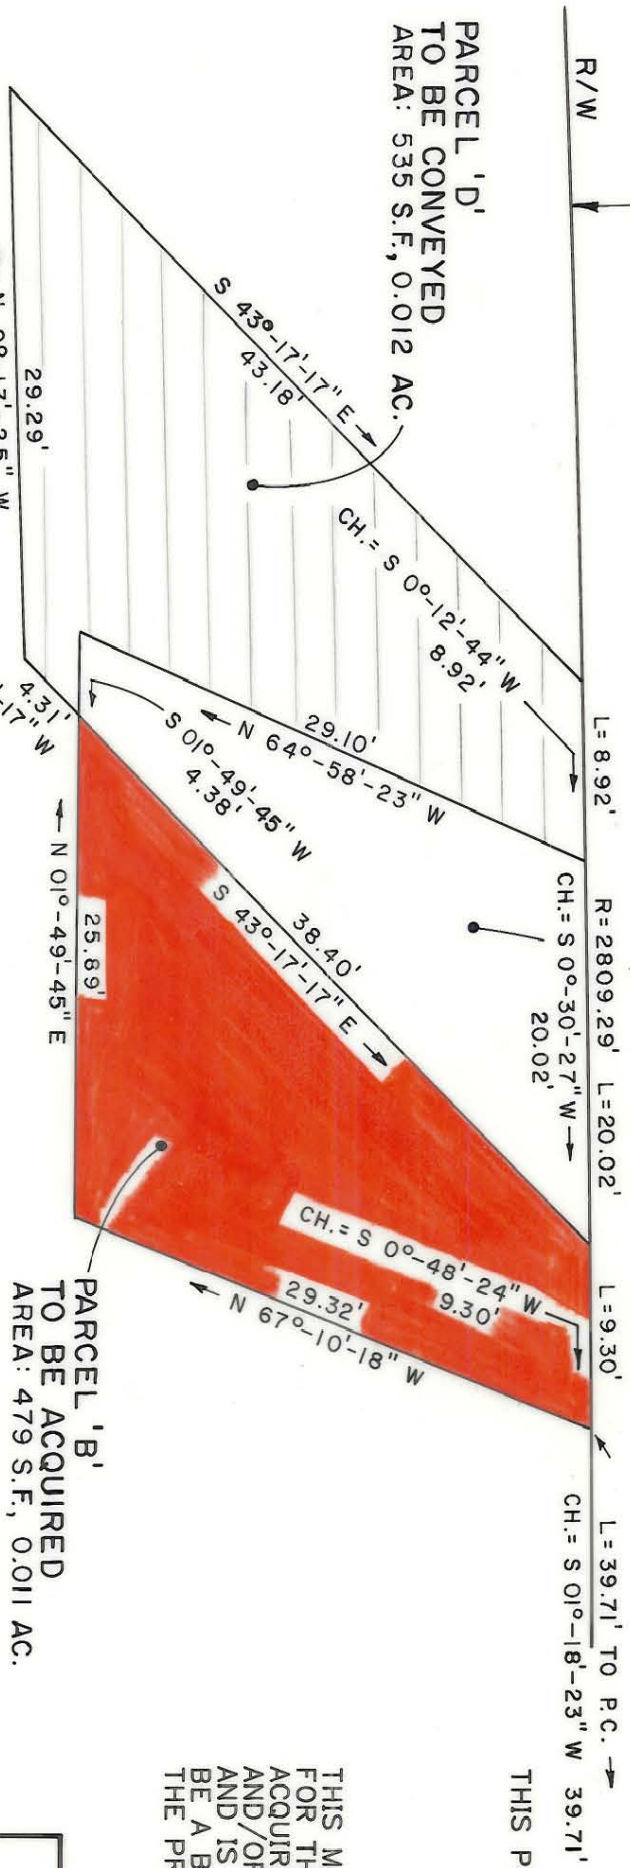 R/W
PARCEL 'D'
TO BE CONVEYED
AREA: 535 S.F., 0.012 AC.
S 43°-17'-17" E
43.18'
CH.= S 0°-12'-44" W
8.92'
29.29'
L= 8.92'
R= 2809.29' L= 20.02'
CH.= S 0°-30'-27" W
20.02'
29.10'
N 64°-58'-23" W
S 01°-49'-45" W
4.38'
4.31'
38.40'
S 43°-17'-17" E
25.89'
N 01°-49'-45" E
L= 9.30'
CH.= S 0°-48'-24" W
9.30'
29.32'
N 67°-10'-18" W
PARCEL 'B'
TO BE ACQUIRED
AREA: 479 S.F., 0.011 AC.
L= 39.71' TO P.C.
CH.= S 01°-18'-23" W 39.71'
THIS P
THIS M
FOR TH
ACQUIR
AND/OR
AND IS
BE A B
THE PR